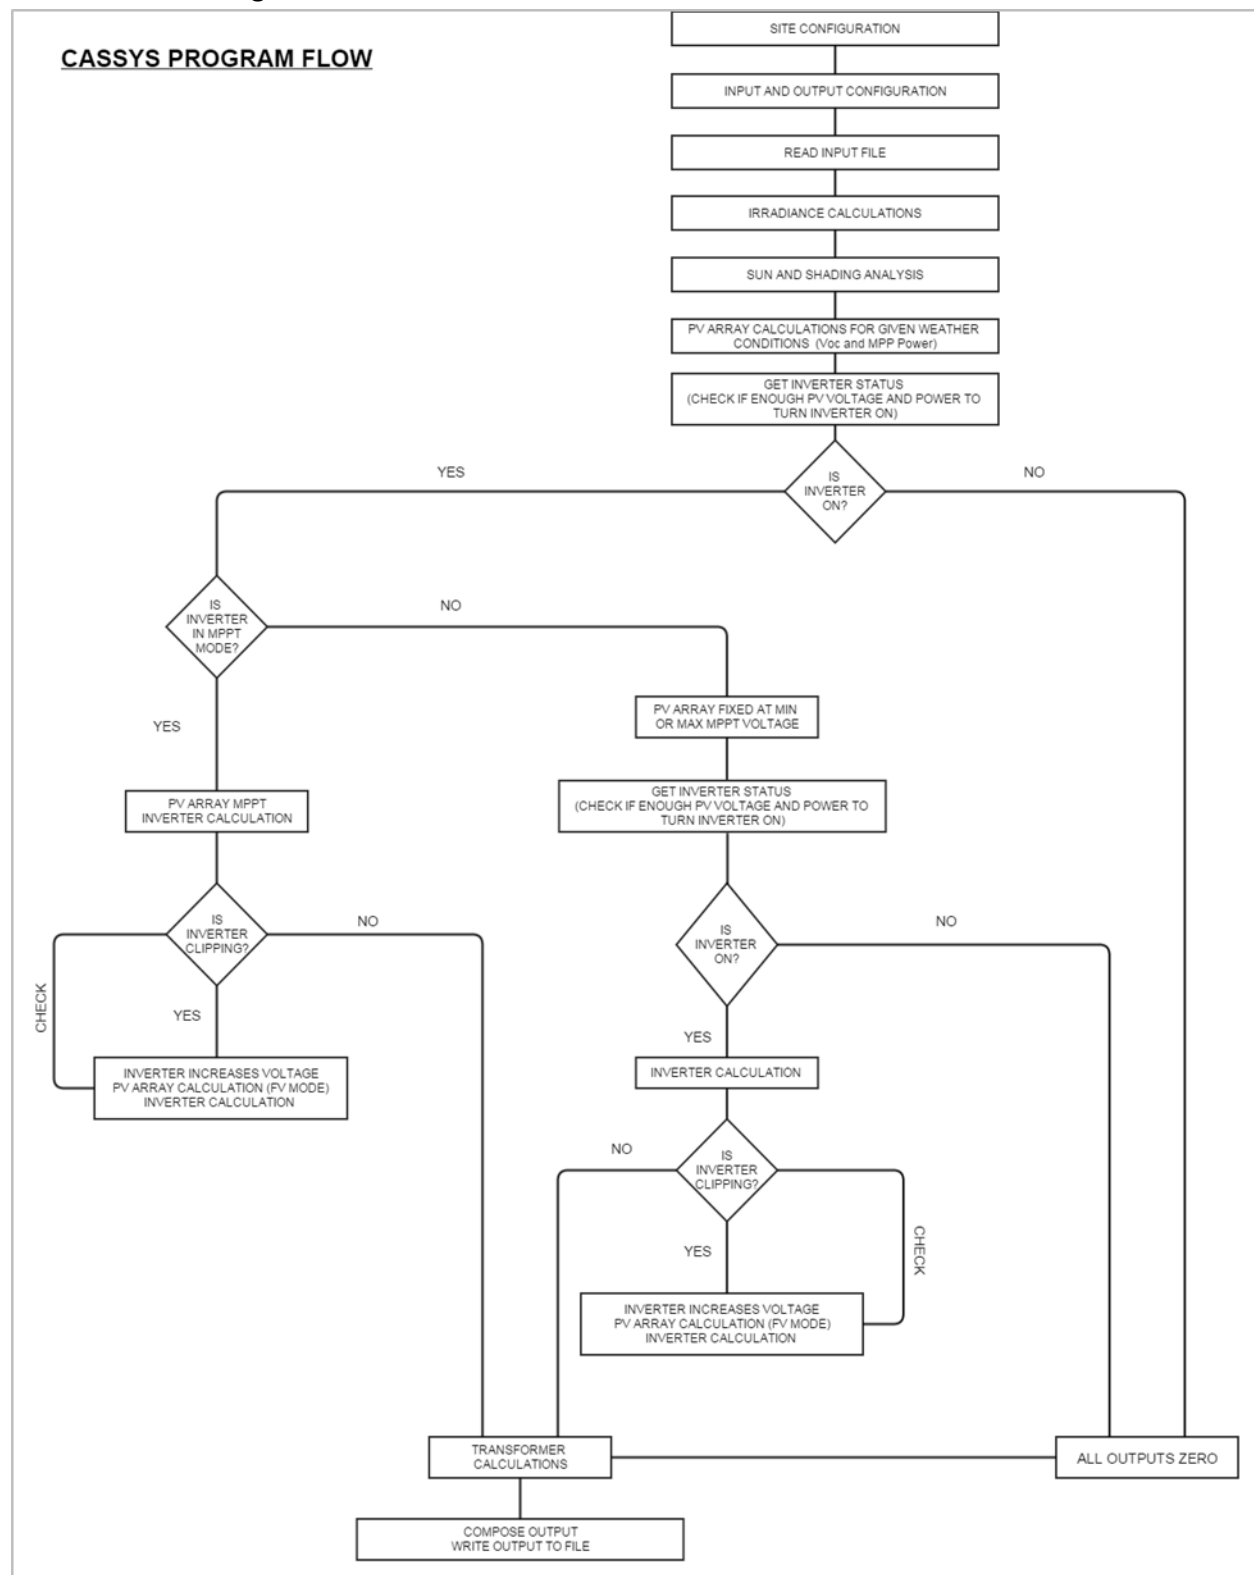 CASSYS PROGRAM FLOW
SITE CONFIGURATION
INPUT AND OUTPUT CONFIGURATION
READ INPUT FILE
IRRADIANCE CALCULATIONS
SUN AND SHADING ANALYSIS
PV ARRAY CALCULATIONS FOR GIVEN WEATHER
CONDITIONS (Voc and MPP Power)
GET INVERTER STATUS
(CHECK IF ENOUGH PV VOLTAGE AND POWER TO
TURN INVERTER ON)
YES
IS
INVERTER
ON?
NO
IS
INVERTER
IN MPPT
MODE?
NO
YES
PV ARRAY FIXED AT MIN
OR MAX MPPT VOLTAGE
PV ARRAY MPPT
INVERTER CALCULATION
GET INVERTER STATUS
(CHECK IF ENOUGH PV VOLTAGE AND POWER TO
TURN INVERTER ON)
IS
INVERTER
CLIPPING?
NO
IS
INVERTER
ON?
NO
CHECK
YES
YES
INVERTER INCREASES VOLTAGE
PV ARRAY CALCULATION (FV MODE)
INVERTER CALCULATION
INVERTER CALCULATION
NO
IS
INVERTER
CLIPPING?
YES
CHECK
INVERTER INCREASES VOLTAGE
PV ARRAY CALCULATION (FV MODE)
INVERTER CALCULATION
TRANSFORMER
CALCULATIONS
ALL OUTPUTS ZERO
COMPOSE OUTPUT
WRITE OUTPUT TO FILE